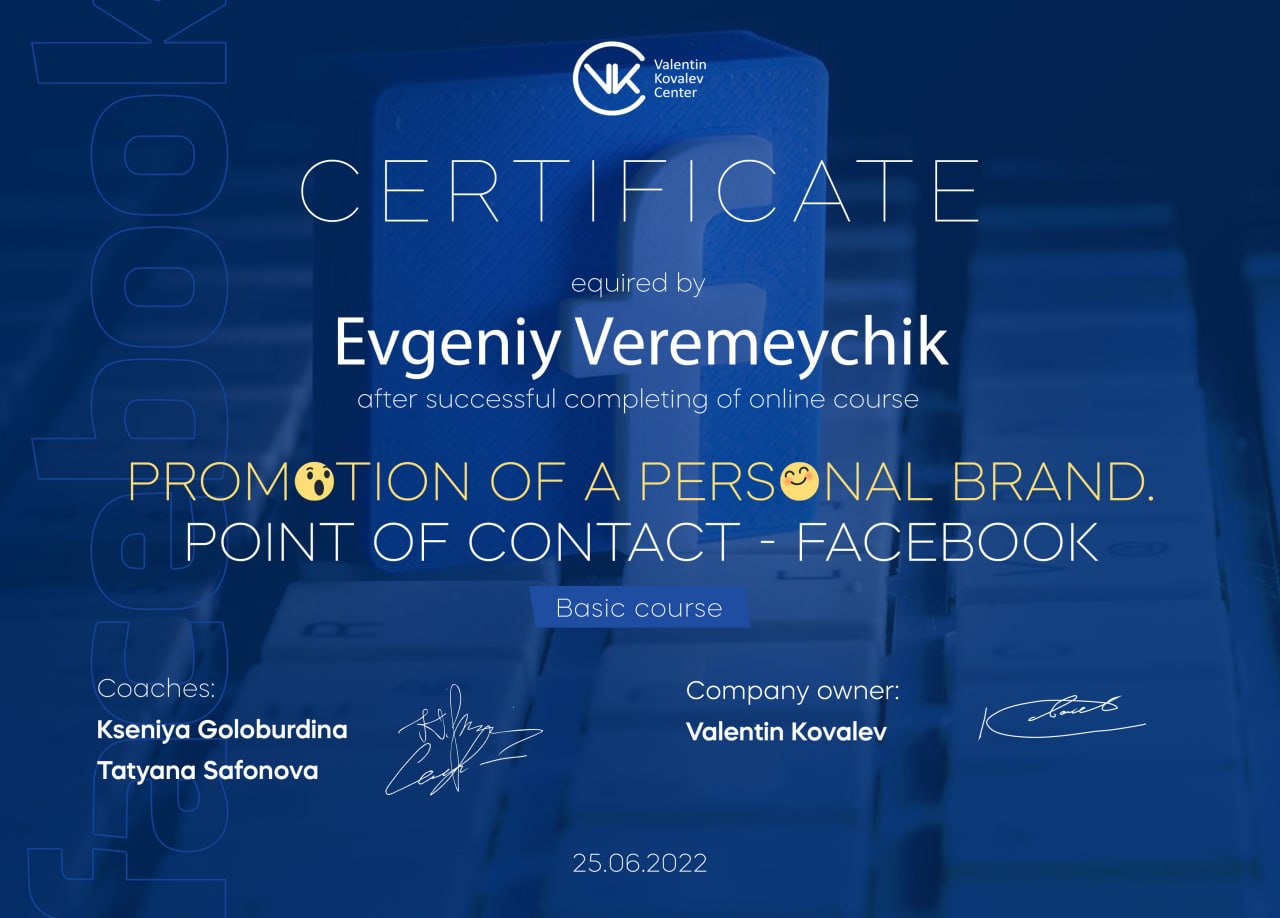 Valentin
Kovalev
Center
CERTIFICATE
equired by
Evgeniy Veremeychik
after successful completing of online course
PROMOTION OF A PERSONAL BRAND.
POINT OF CONTACT - FACEBOOK
Basic course
Coaches:
Kseniya Goloburdina
Tatyana Safonova
Company owner:
Valentin Kovalev
25.06.2022
facebook